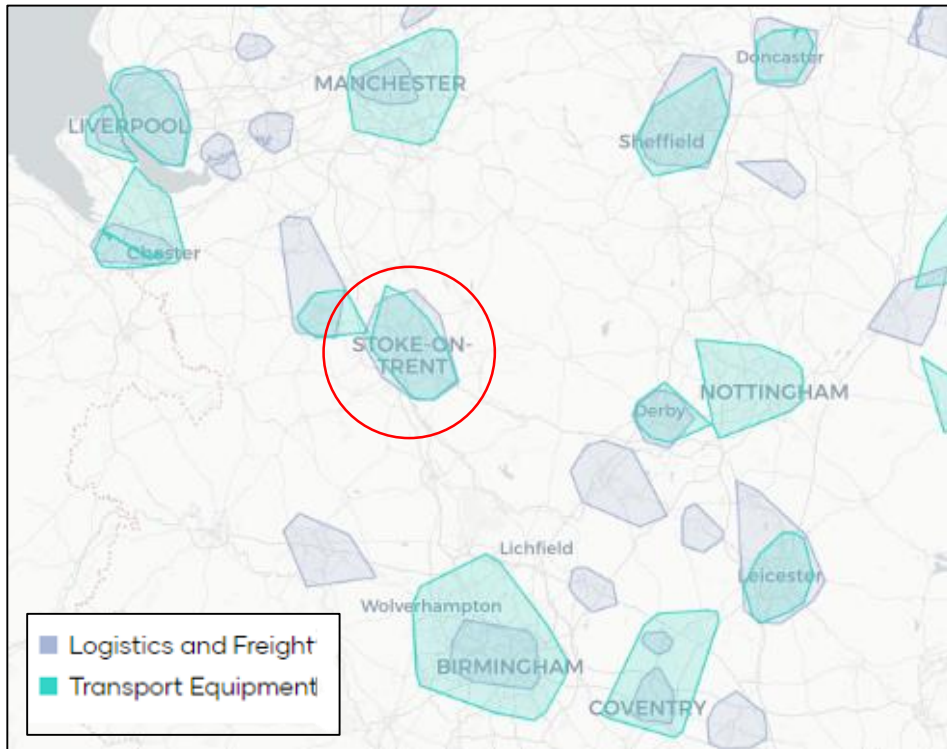 Doncaster
MANCHESTER
LIVERPOOL
Sheffield
Chester
STOKE-ON-
TRENT
NOTTINGHAM
Derby
Lichfield
Leicester
Wolverhampton
BIRMINGHAM
COVENTRY
Logistics and Freight
Transport Equipment